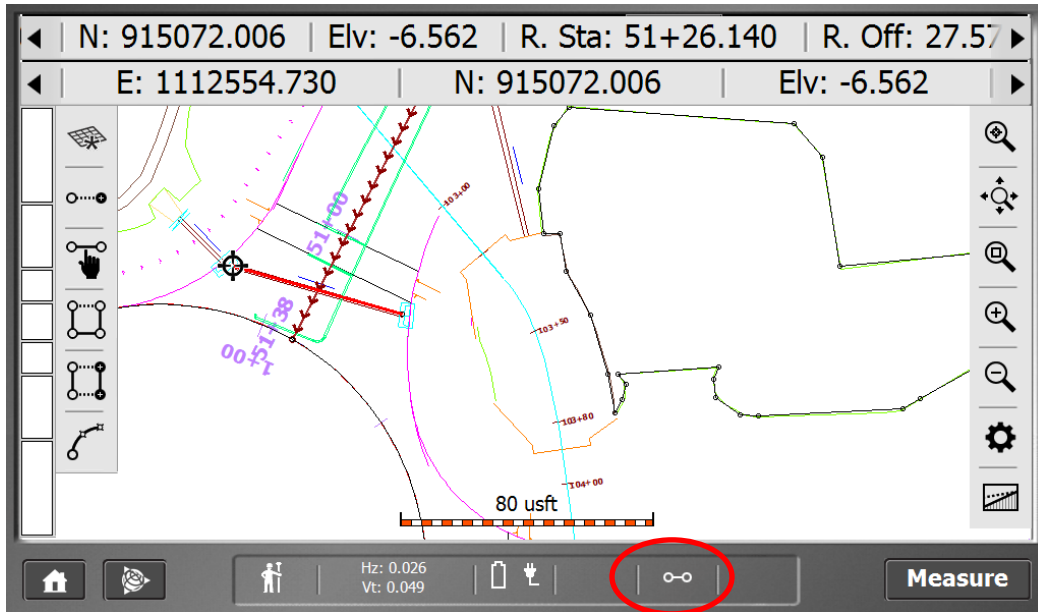 N: 915072.006 Elv: -6.562 R. Sta: 51+26.140 R. Off: 27.57
E: 1112554.730 N: 915072.006 Elv: -6.562
103+00
51+00
51+38
1+00
103+50
103+80
104+00
80 usft
Hz: 0.026
Vt: 0.049
Measure